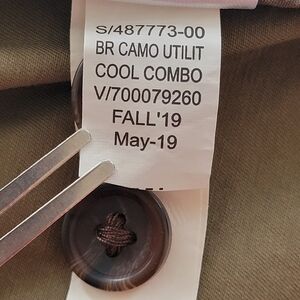 S/487773-00
BR CAMO UTILIT
COOL COMBO
V/700079260
FALL'19
May-19